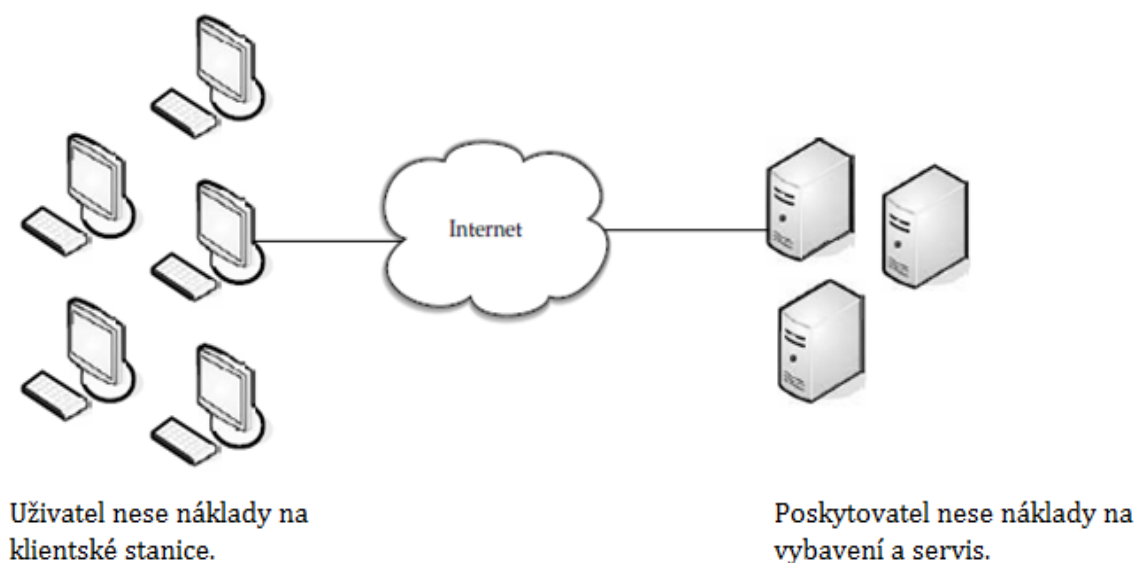 Internet
Uživatel nese náklady na
klientské stanice.
Poskytovatel nese náklady na
vybavení a servis.